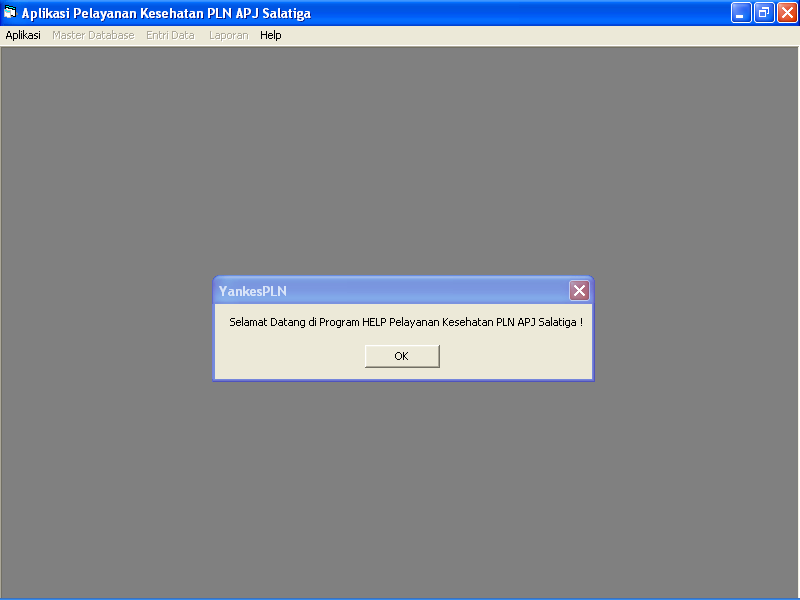 Aplikasi Pelayanan Kesehatan PLN APJ Salatiga
Aplikasi Master Database Entri Data Laporan Help
YankesPLN
Selamat Datang di Program HELP Pelayanan Kesehatan PLN APJ Salatiga !
OK